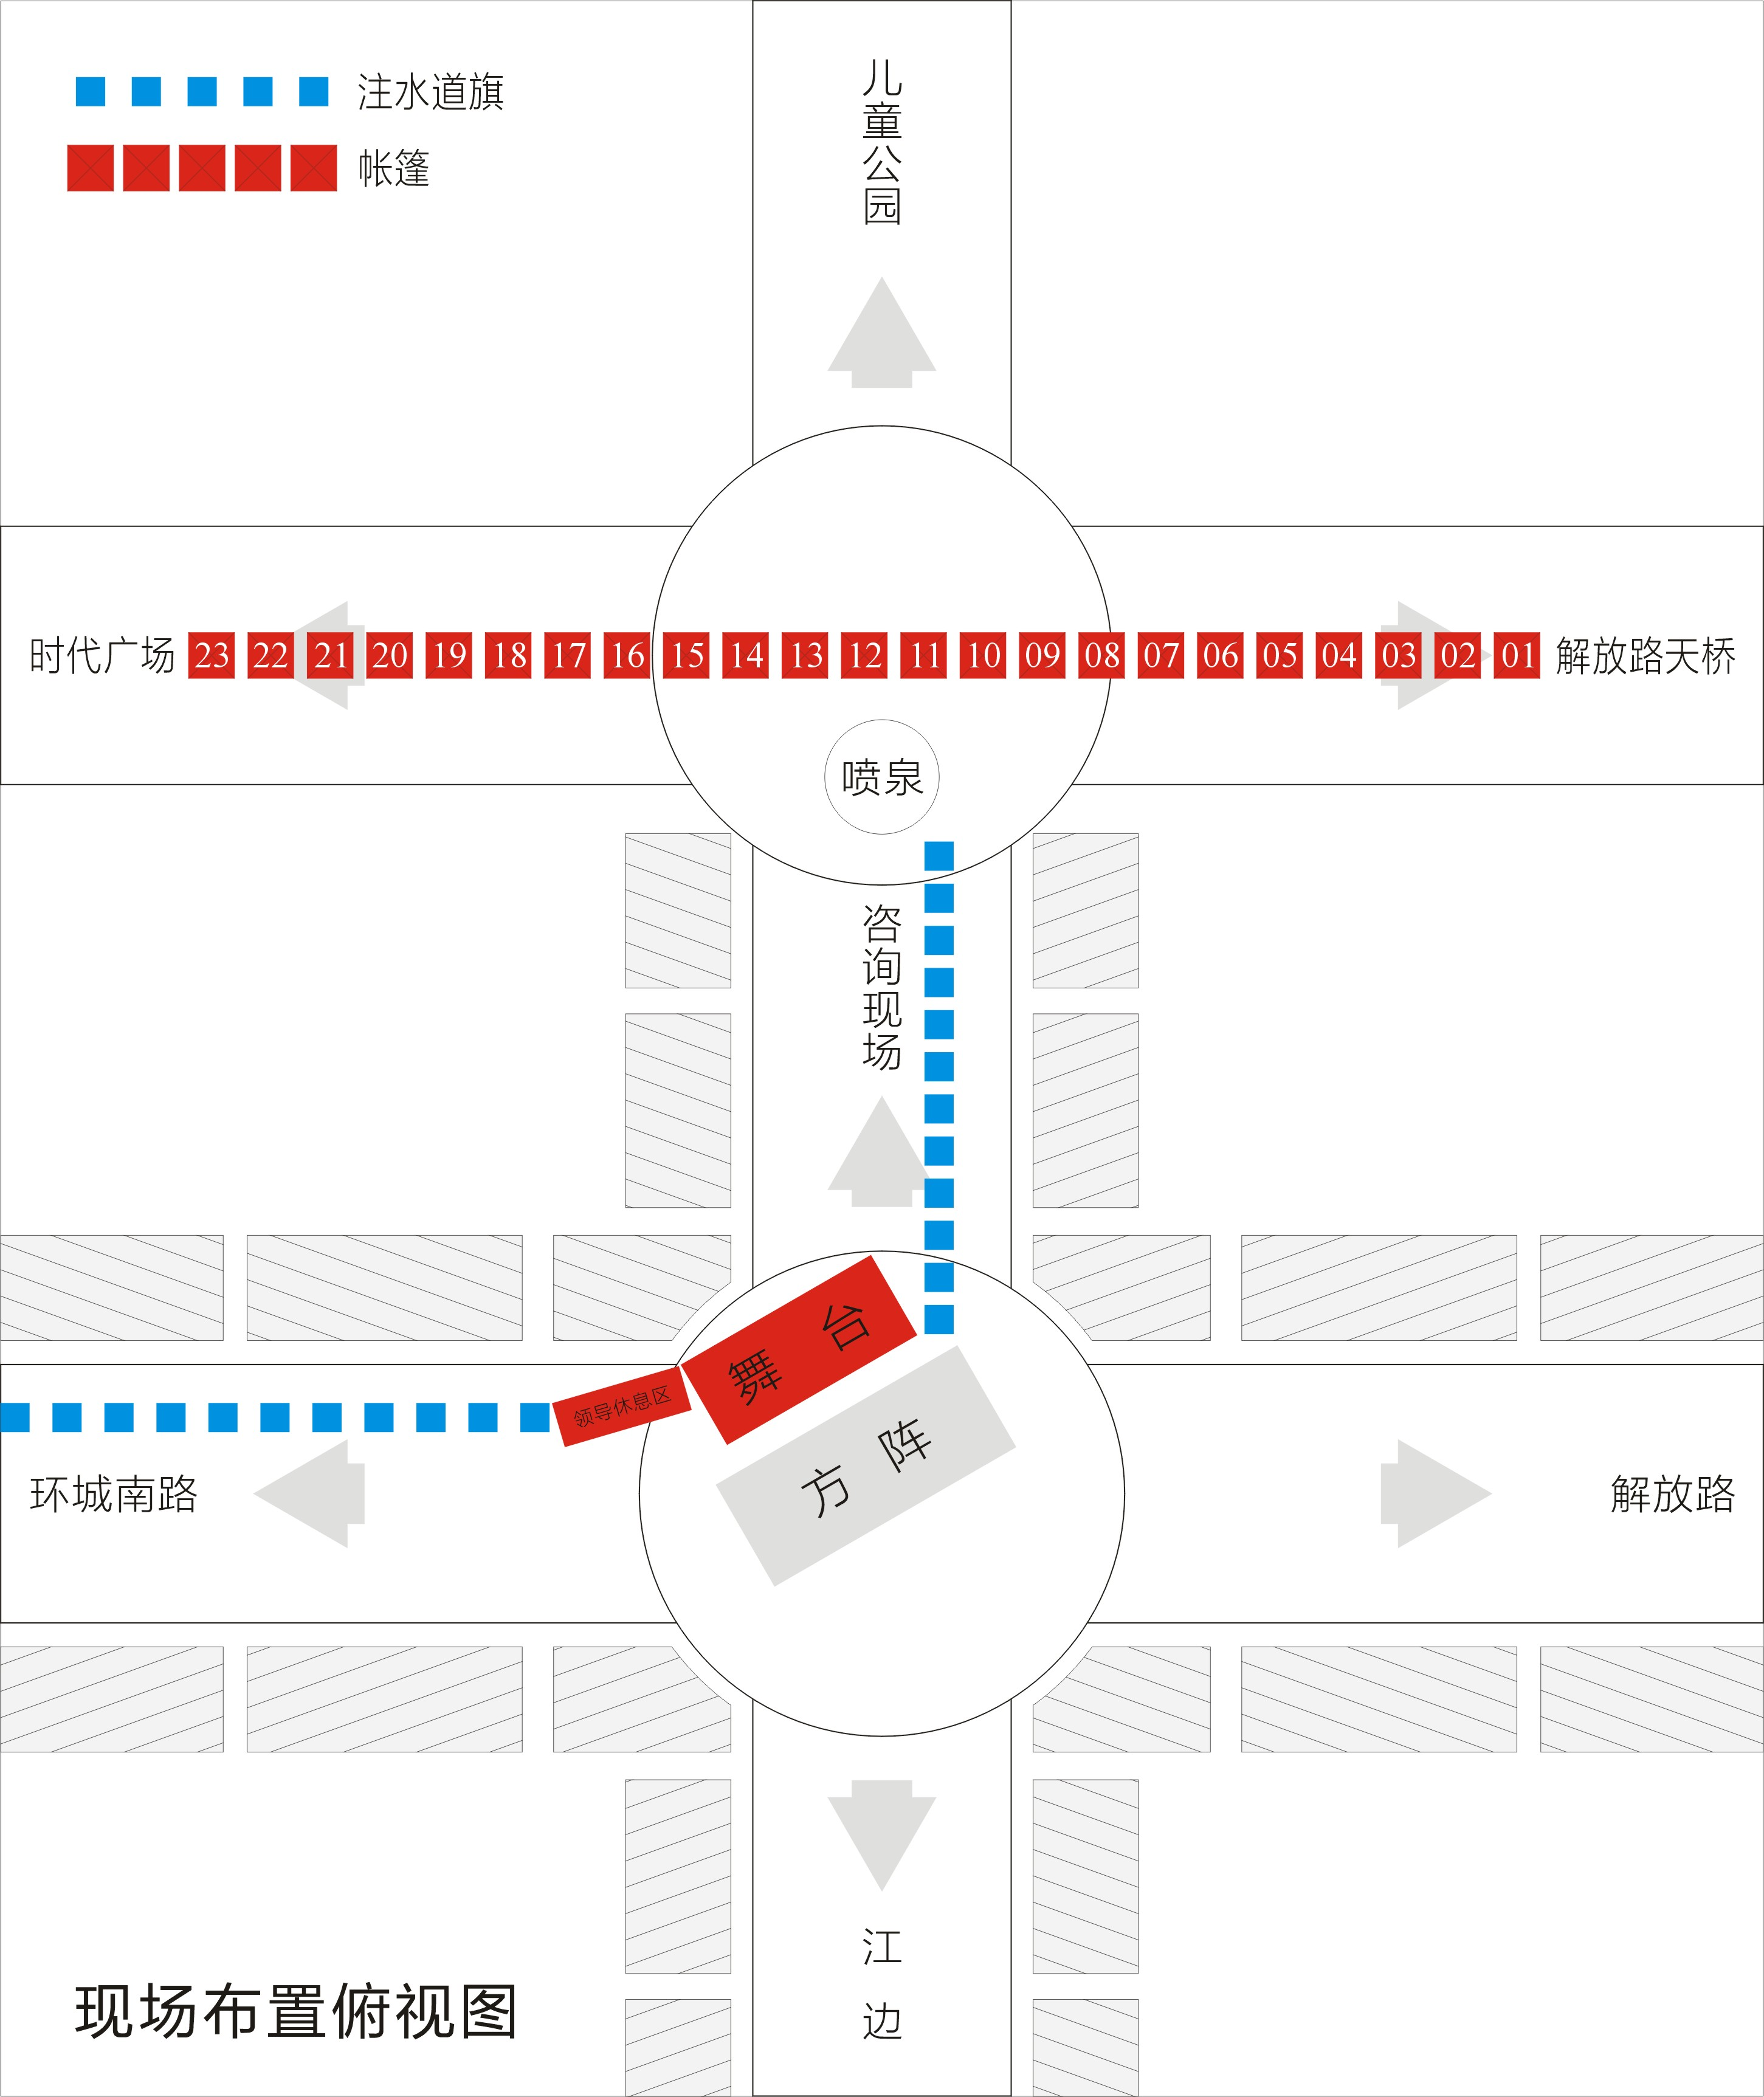 注水道旗
帐篷
儿童公园
时代广场 23 22 21 20 19 18 17 16 15 14 13 12 11 10 09 08 07 06 05 04 03 02 01 解放路天桥
喷泉
咨询现场
舞台
领导休息区
方阵
环城南路
解放路
江边
现场布置俯视图